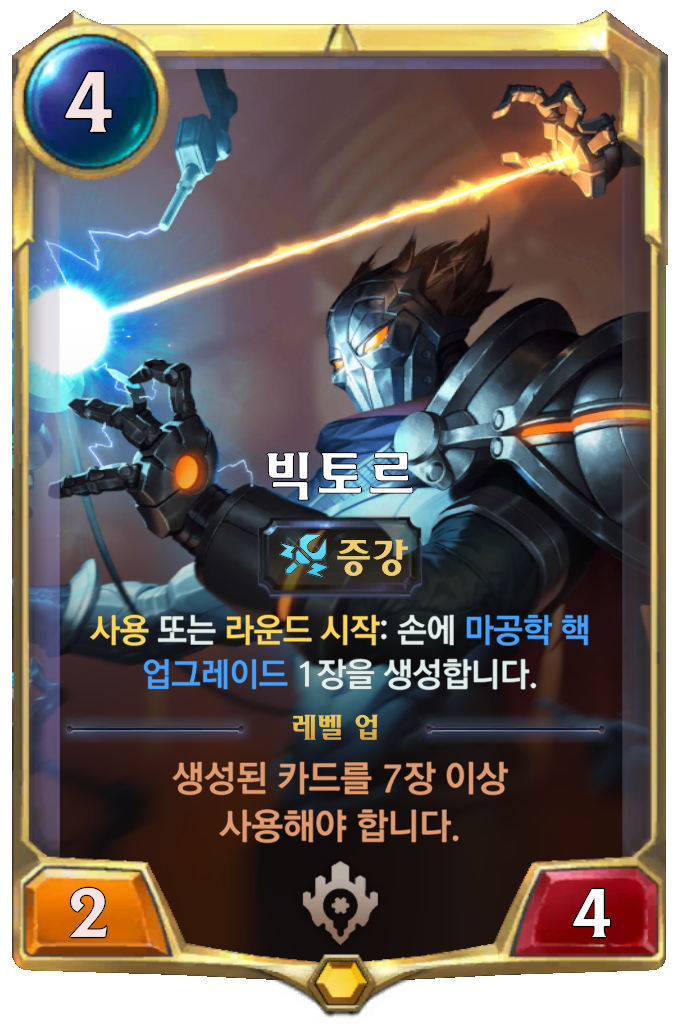 4
빅토르
증강
사용 또는 라운드 시작: 손에 마공학 핵
업그레이드 1장을 생성합니다.
레벨 업
생성된 카드를 7장 이상
사용해야 합니다.
2
4